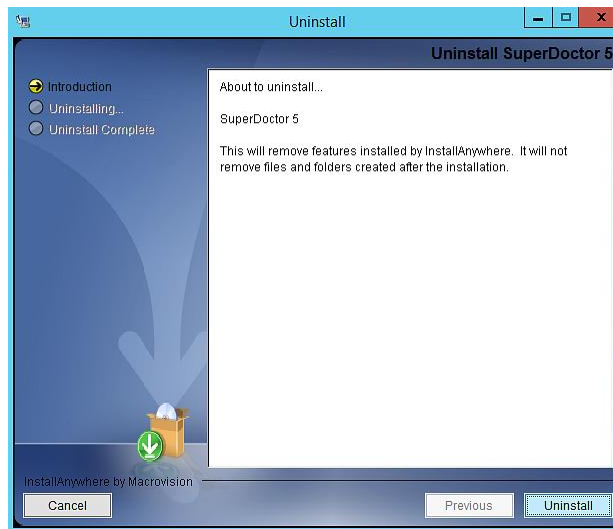 Uninstall
Uninstall SuperDoctor 5
Introduction
Uninstalling...
Uninstall Complete
About to uninstall...
SuperDoctor 5
This will remove features installed by InstallAnywhere. It will not
remove files and folders created after the installation.
InstallAnywhere by Macrovision
Cancel
Previous
Uninstall